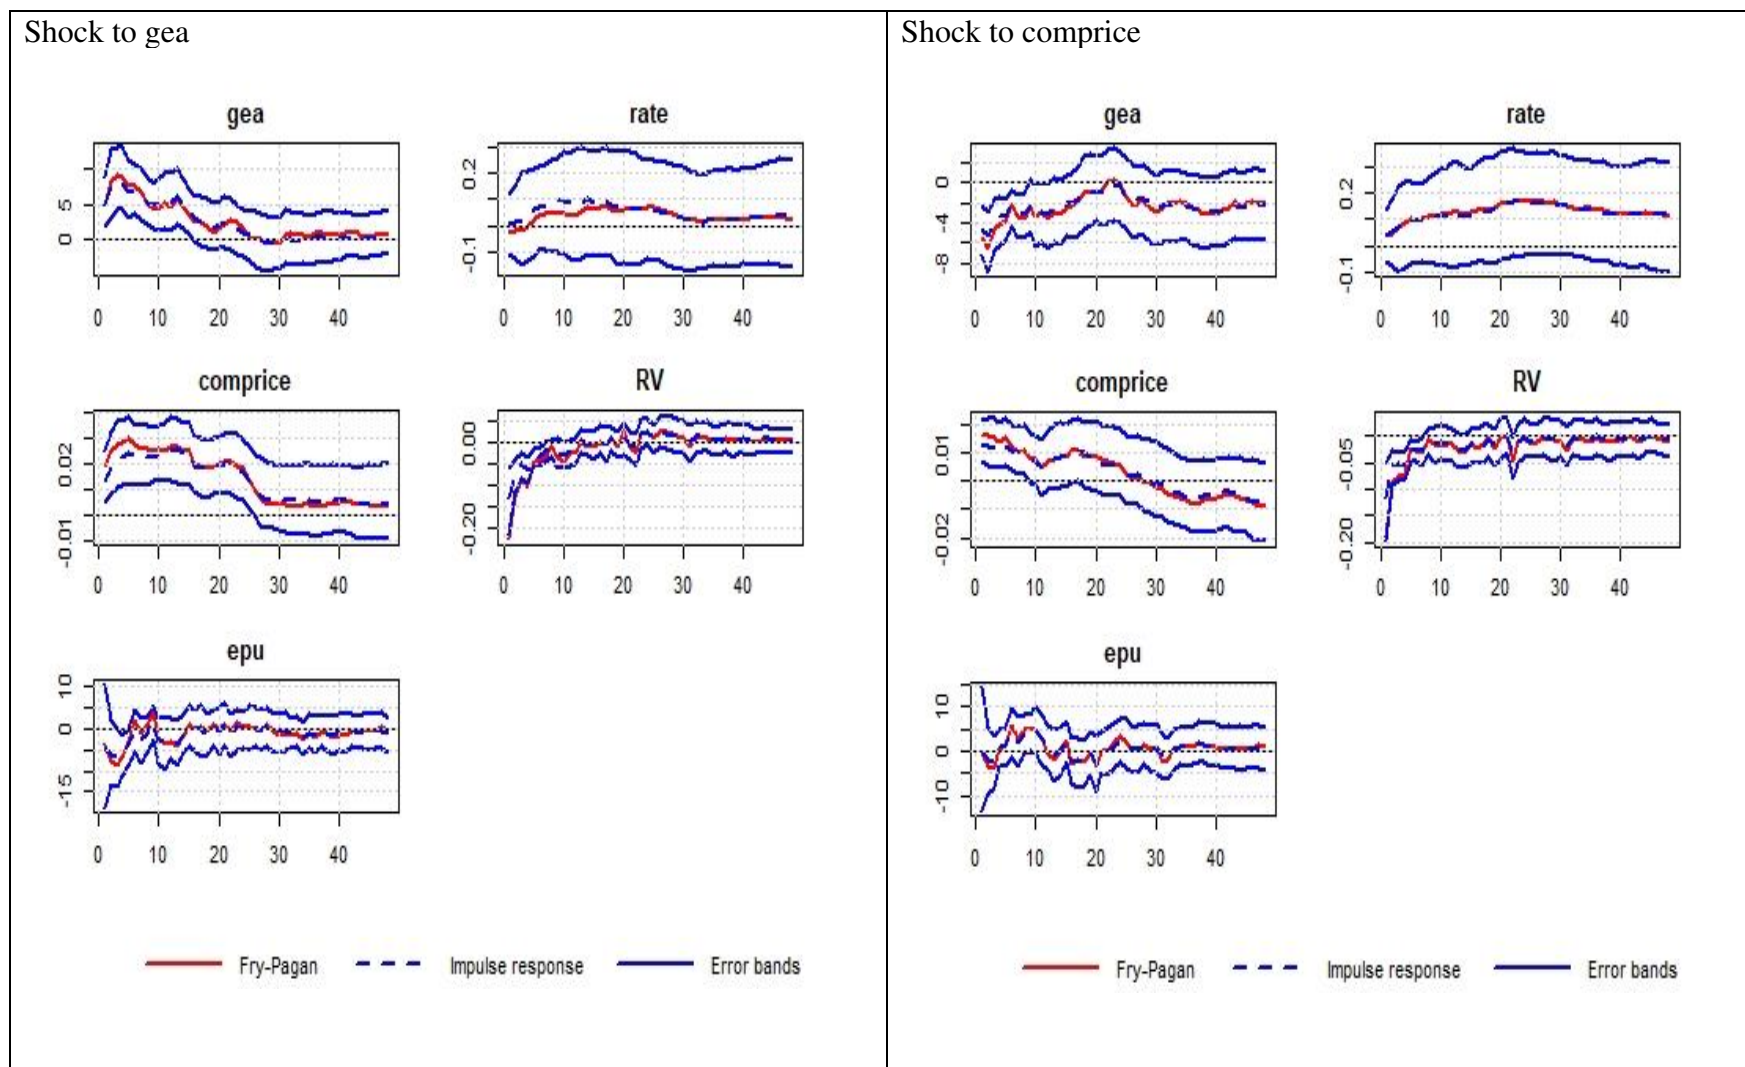 Shock to gea
gea
5
0
0 10 20 30 40
rate
0.2
-0.1
0 10 20 30 40
comprice
0.02
-0.01
0 10 20 30 40
RV
0.00
-0.20
0 10 20 30 40
epu
10
0
-15
0 10 20 30 40
Fry-Pagan Impulse response Error bands
Shock to comprice
gea
0
-4
-8
0 10 20 30 40
rate
0.2
-0.1
0 10 20 30 40
comprice
0.01
-0.02
0 10 20 30 40
RV
-0.05
-0.20
0 10 20 30 40
epu
10
0
-10
0 10 20 30 40
Fry-Pagan Impulse response Error bands